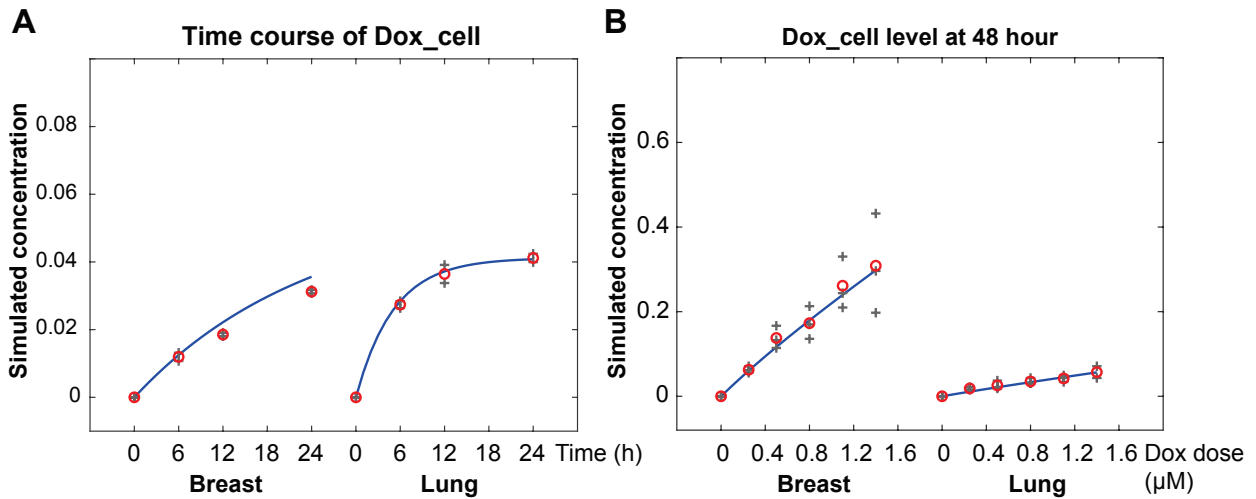 A
Time course of Dox_cell
Simulated concentration
0.08
0.06
0.04
0.02
0
0 6 12 18 24 0 6 12 18 24 Time (h)
Breast Lung
B
Dox_cell level at 48 hour
Simulated concentration
0.6
0.4
0.2
0
0 0.4 0.8 1.2 1.6 0 0.4 0.8 1.2 1.6 Dox dose
Breast Lung (μM)